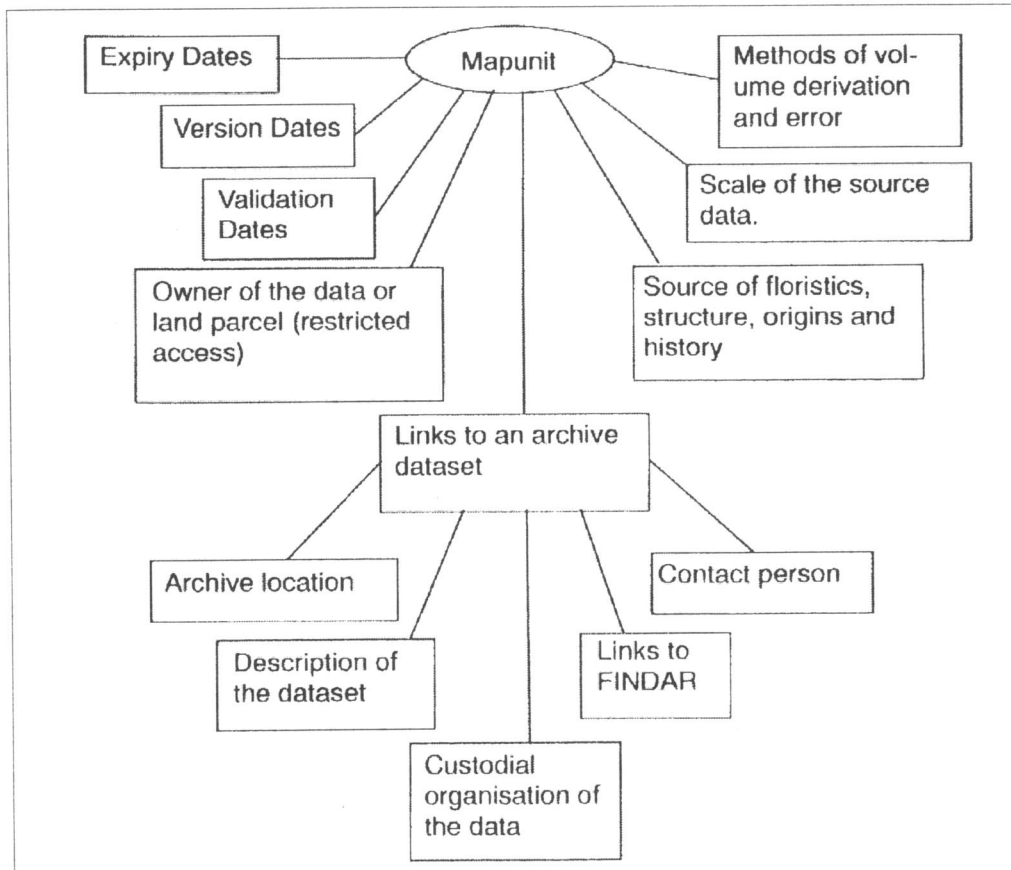 Expiry Dates
Mapunit
Methods of vol-
ume derivation
and error
Version Dates
Scale of the source
data.
Validation
Dates
Owner of the data or
land parcel (restricted
access)
Source of floristics,
structure, origins and
history
Links to an archive
dataset
Archive location
Contact person
Description of
the dataset
Links to
FINDAR
Custodial
organisation of
the data